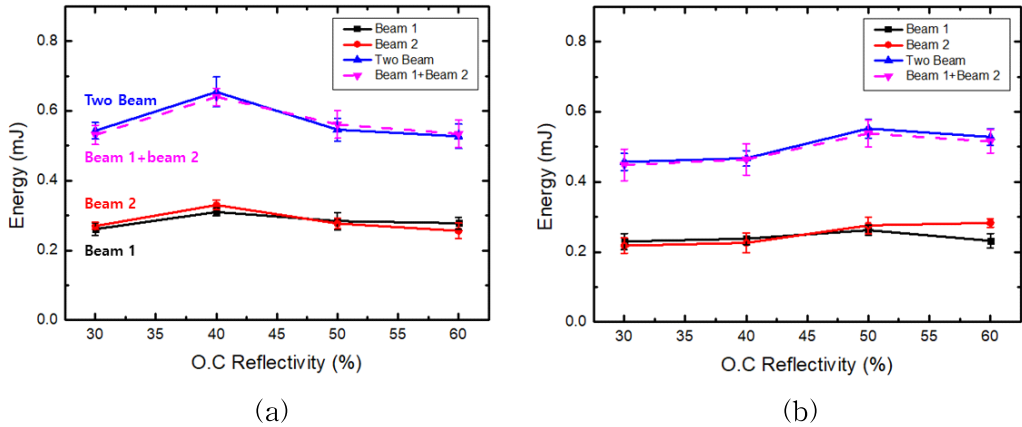 (a)
Beam 1
Beam 2
Two Beam
Beam 1+Beam 2
Two Beam
Beam 1+beam 2
Beam 2
Beam 1
Energy (mJ)
0.8
0.6
0.4
0.2
0.0
30 35 40 45 50 55 60
O.C Reflectivity (%)
(b)
Beam 1
Beam 2
Two Beam
Beam 1+Beam 2
Energy (mJ)
0.8
0.6
0.4
0.2
0.0
30 35 40 45 50 55 60
O.C Reflectivity (%)